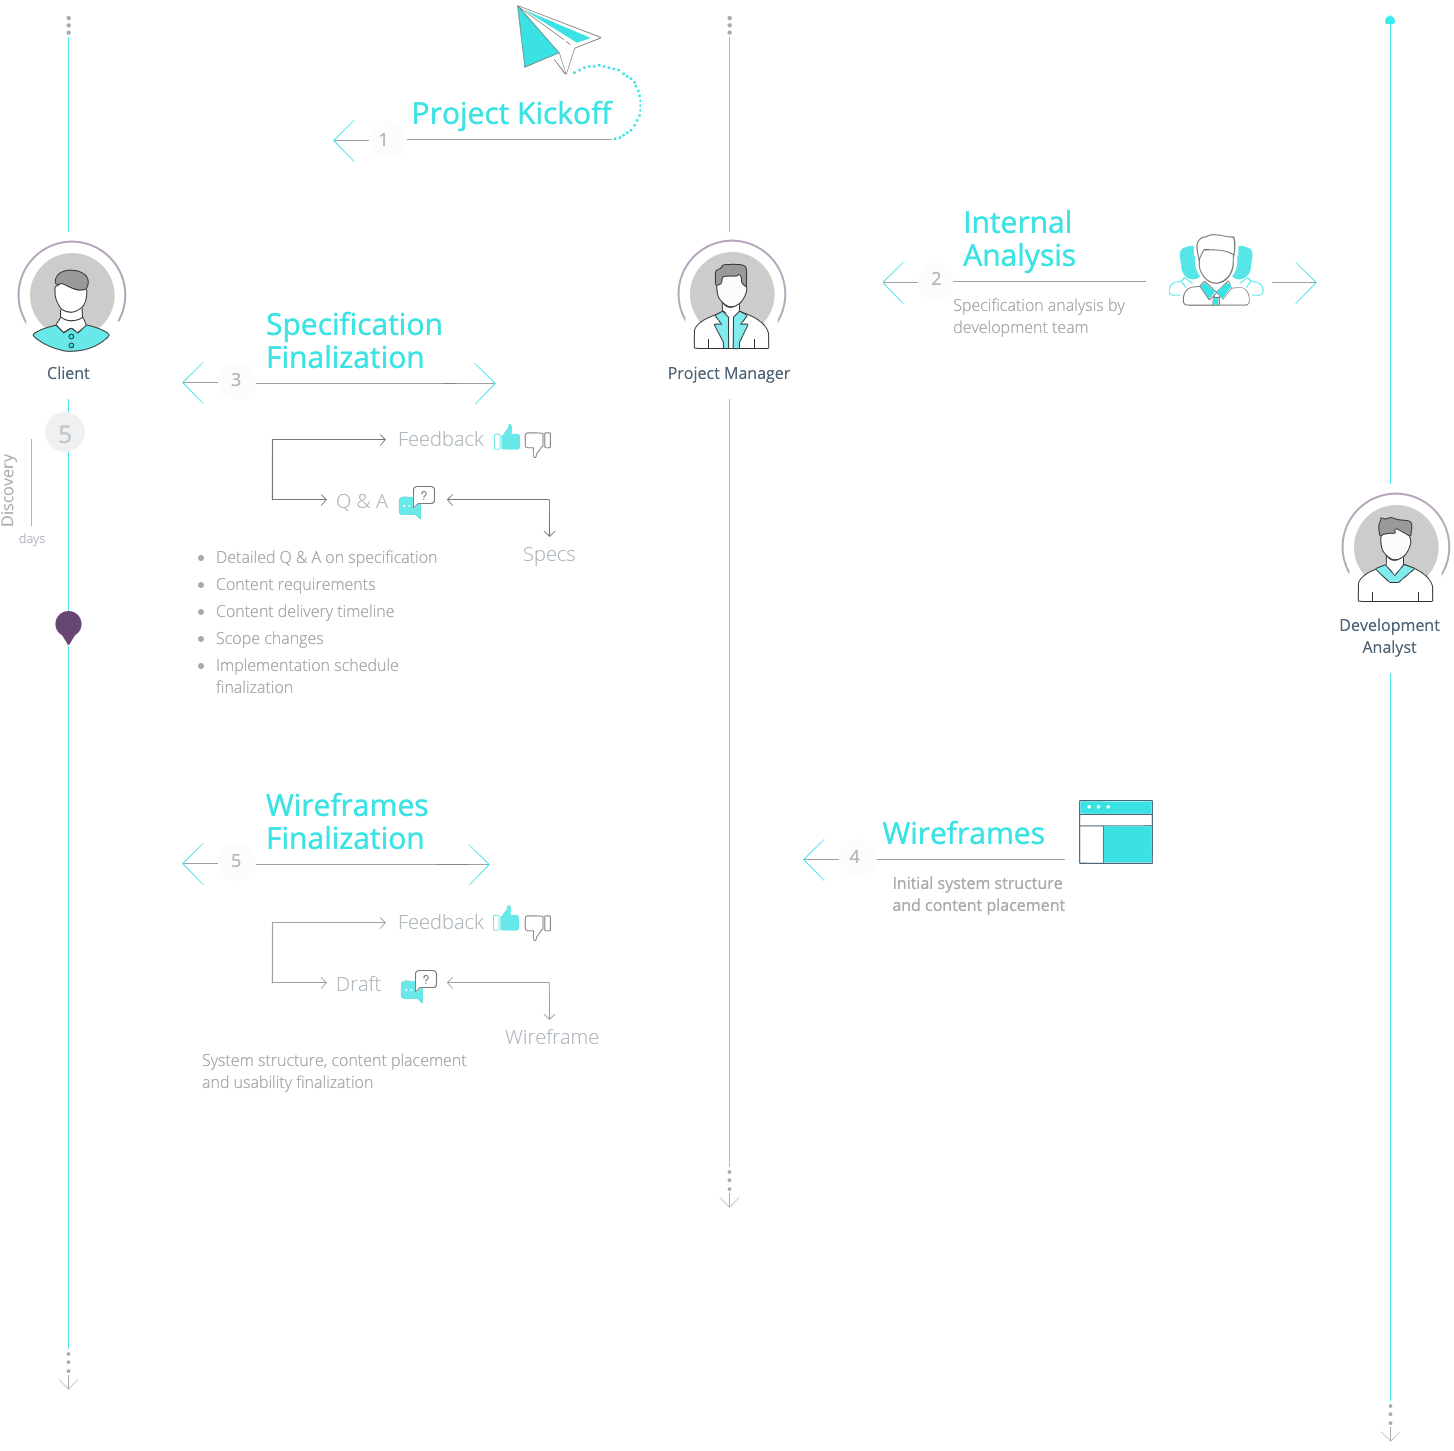 Project Kickoff
1
Internal
Analysis
2
Specification analysis by
development team
Client
Project Manager
Specification
Finalization
3
5
Discovery
days
Feedback
Q & A
?
Specs
Detailed Q & A on specification
Content requirements
Content delivery timeline
Scope changes
Implementation schedule
finalization
Development
Analyst
Wireframes
Finalization
5
Wireframes
4
Initial system structure
and content placement
Feedback
Draft
?
Wireframe
System structure, content placement
and usability finalization